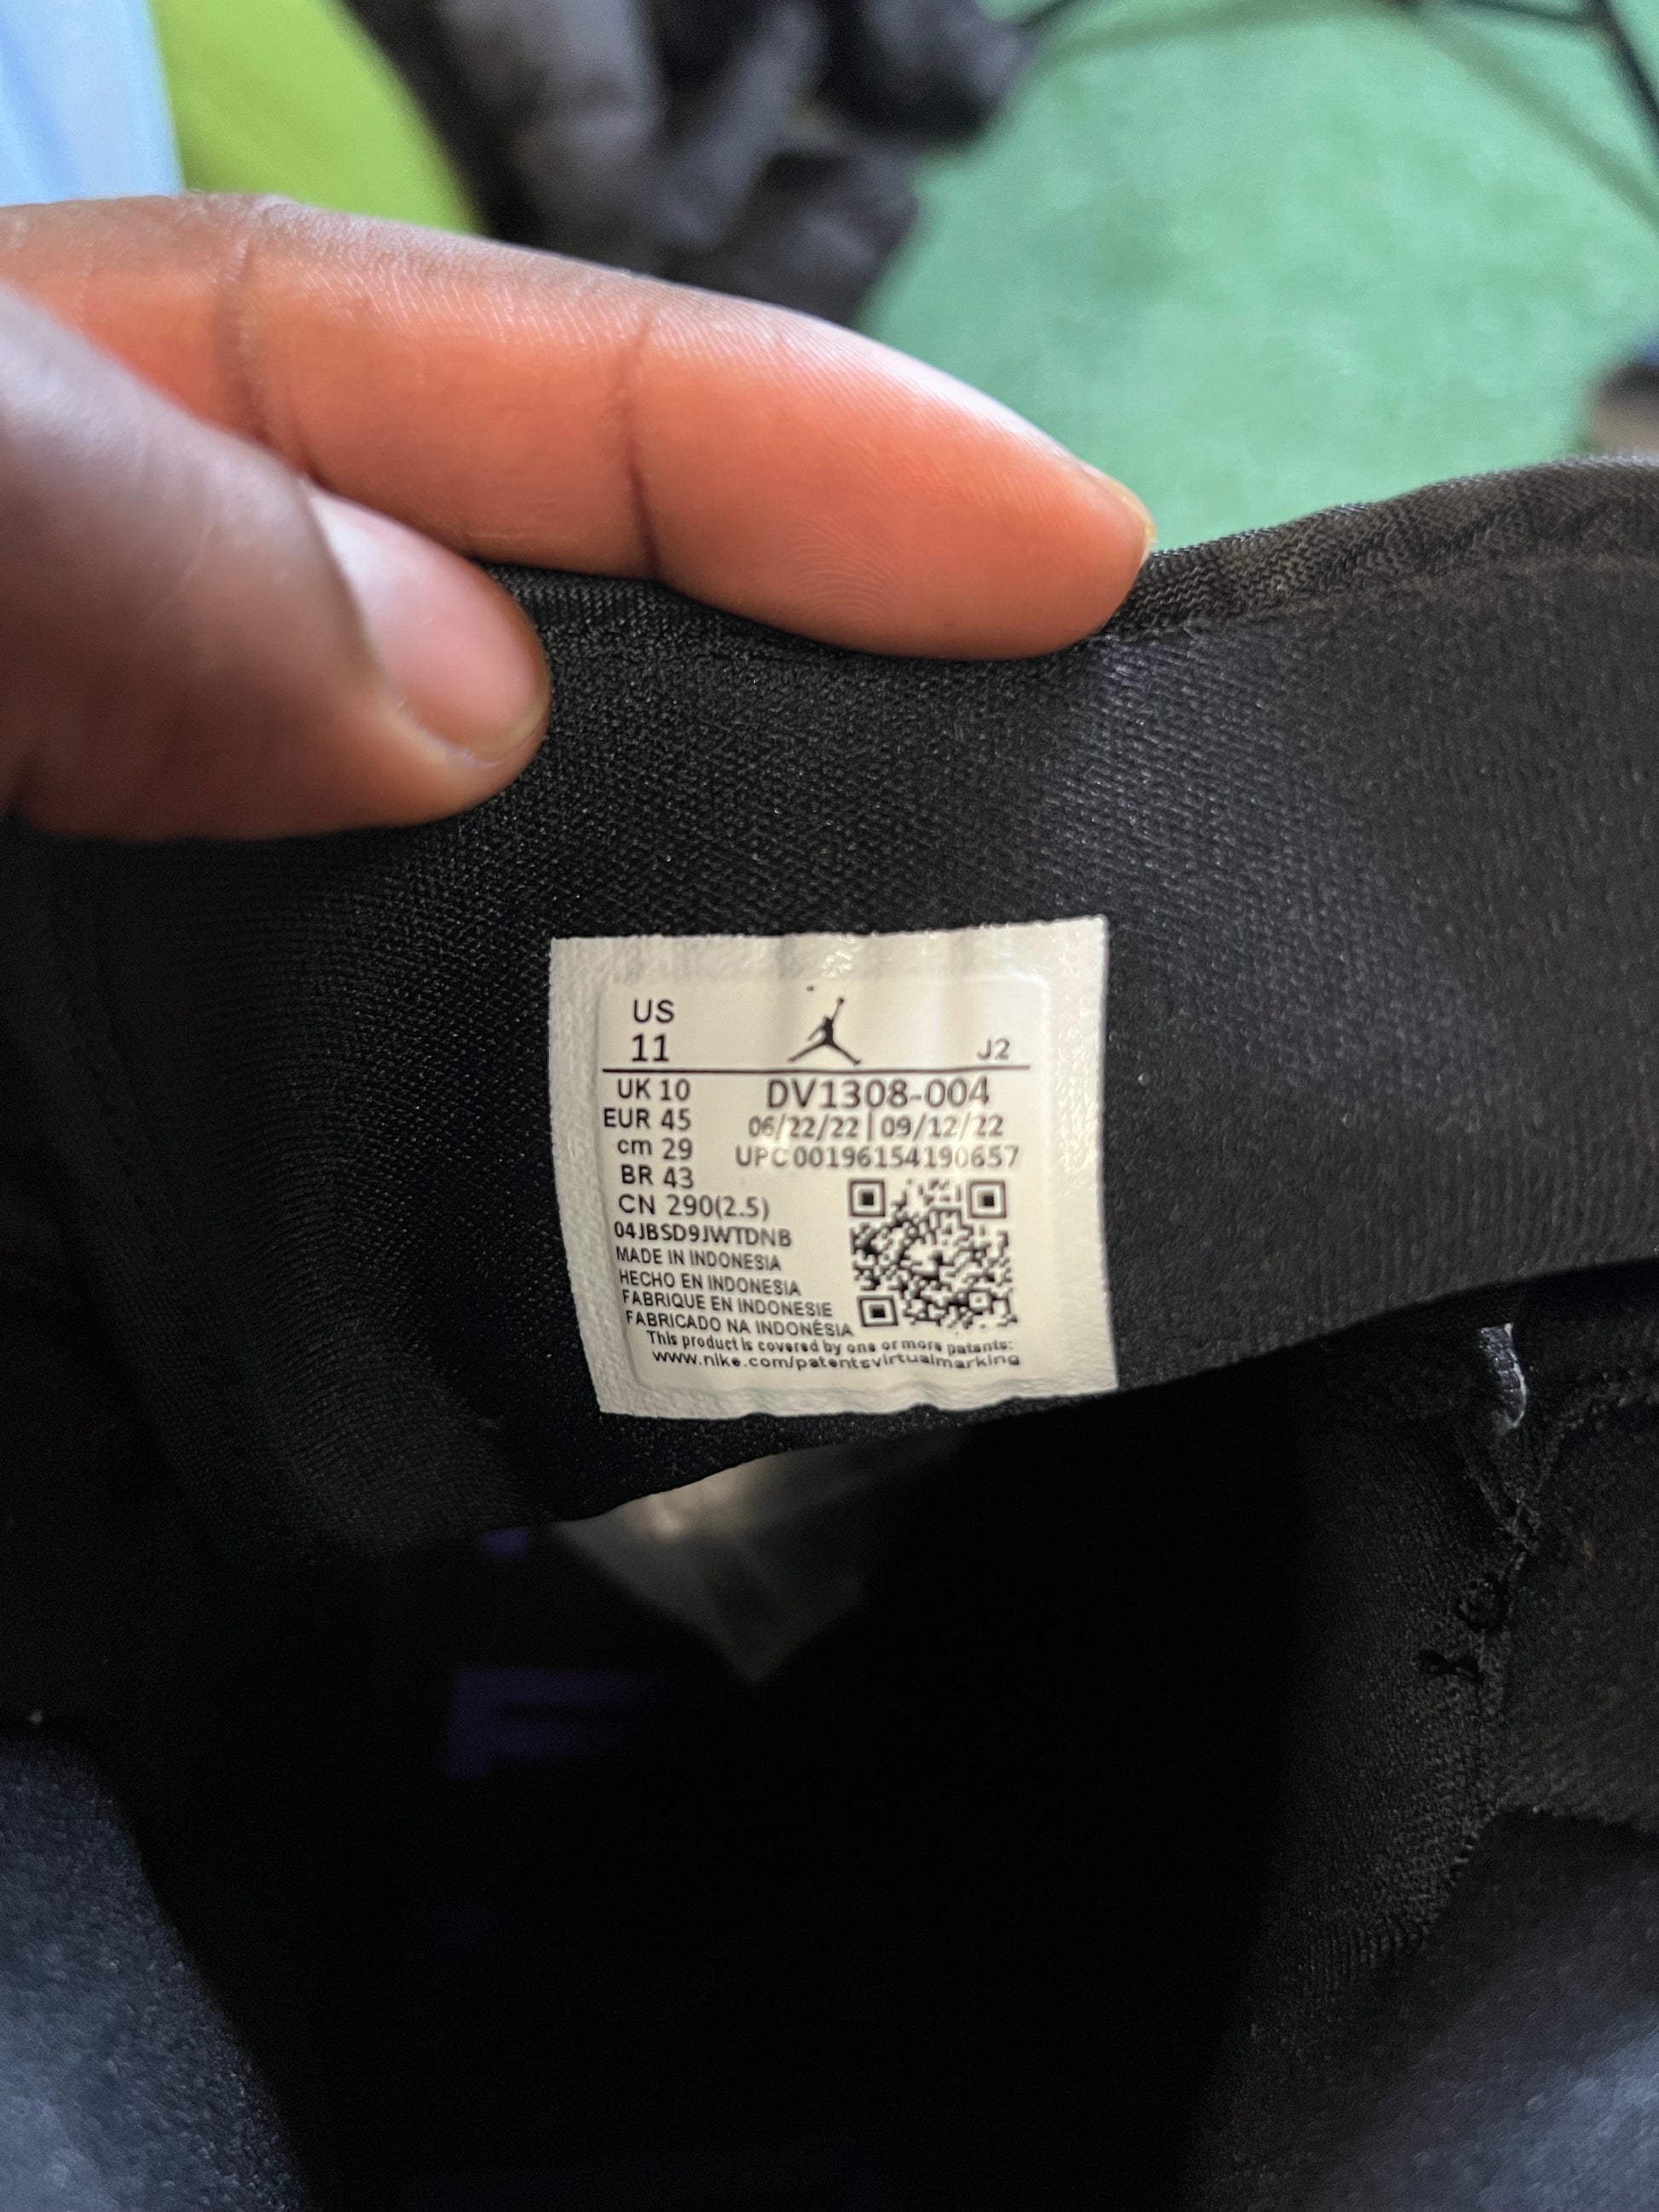 US
11 J2
UK 10 DV1308-004
EUR 45 06/22/22 | 09/12/22
cm 29 UPC 00196154190657
BR 43
CN 290(2.5)
04JBSD9JWTDNB
MADE IN INDONESIA
HECHO EN INDONESIA
FABRIQUE EN INDONESIE
FABRICADO NA INDONÉSIA
This product is covered by one or more patents:
www.nike.com/patentsvirtualmarking